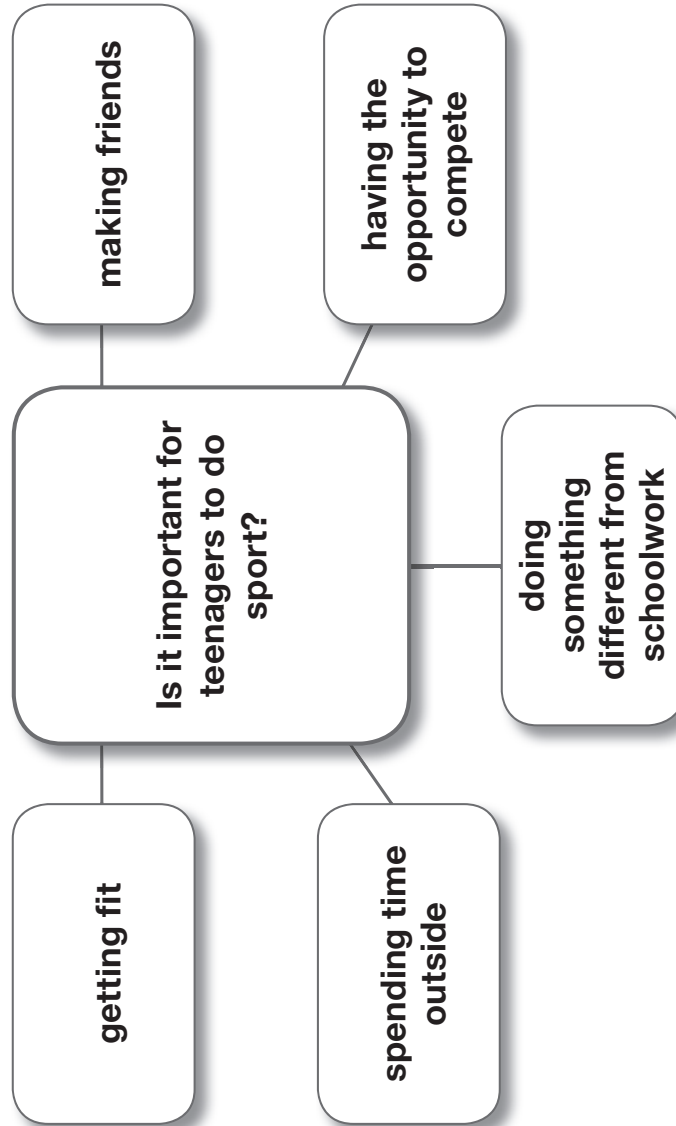 getting fit
Is it important for
teenagers to do
sport?
making friends
spending time
outside
doing
something
different from
schoolwork
having the
opportunity to
compete